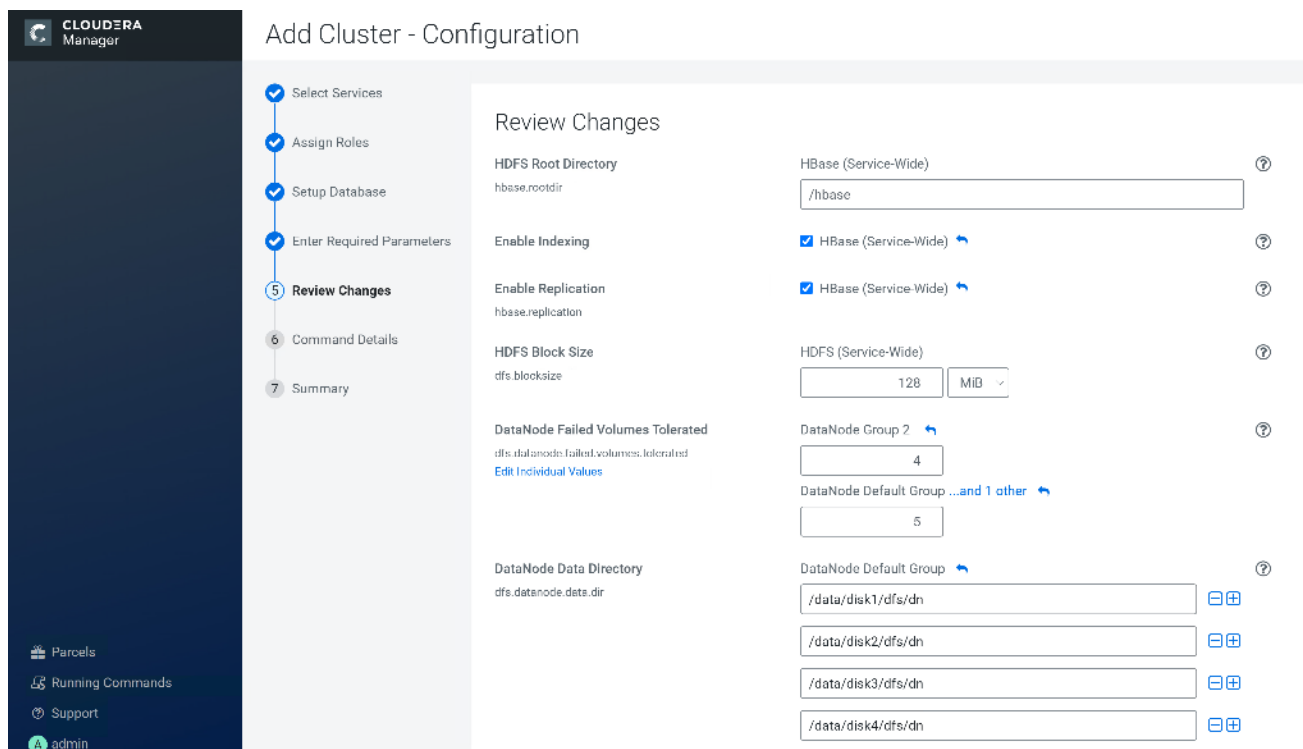 CLOUDERA
Manager
Add Cluster - Configuration
Select Services
Assign Roles
Setup Database
Enter Required Parameters
5 Review Changes
6 Command Details
7 Summary
Review Changes
HDFS Root Directory
hbase.rootdir
HBase (Service-Wide)
/hbase
Enable Indexing
HBase (Service-Wide)
Enable Replication
hbase.replication
HBase (Service-Wide)
HDFS Block Size
dfs.blocksize
HDFS (Service-Wide)
128 MiB
DataNode Failed Volumes Tolerated
dfs.datanode.failed.volumes.tolerated
Edit Individual Values
DataNode Group 2
4
DataNode Default Group ...and 1 other
5
DataNode Data Directory
dfs.datanode.data.dir
DataNode Default Group
/data/disk1/dfs/dn
/data/disk2/dfs/dn
/data/disk3/dfs/dn
/data/disk4/dfs/dn
Parcels
Running Commands
Support
A admin